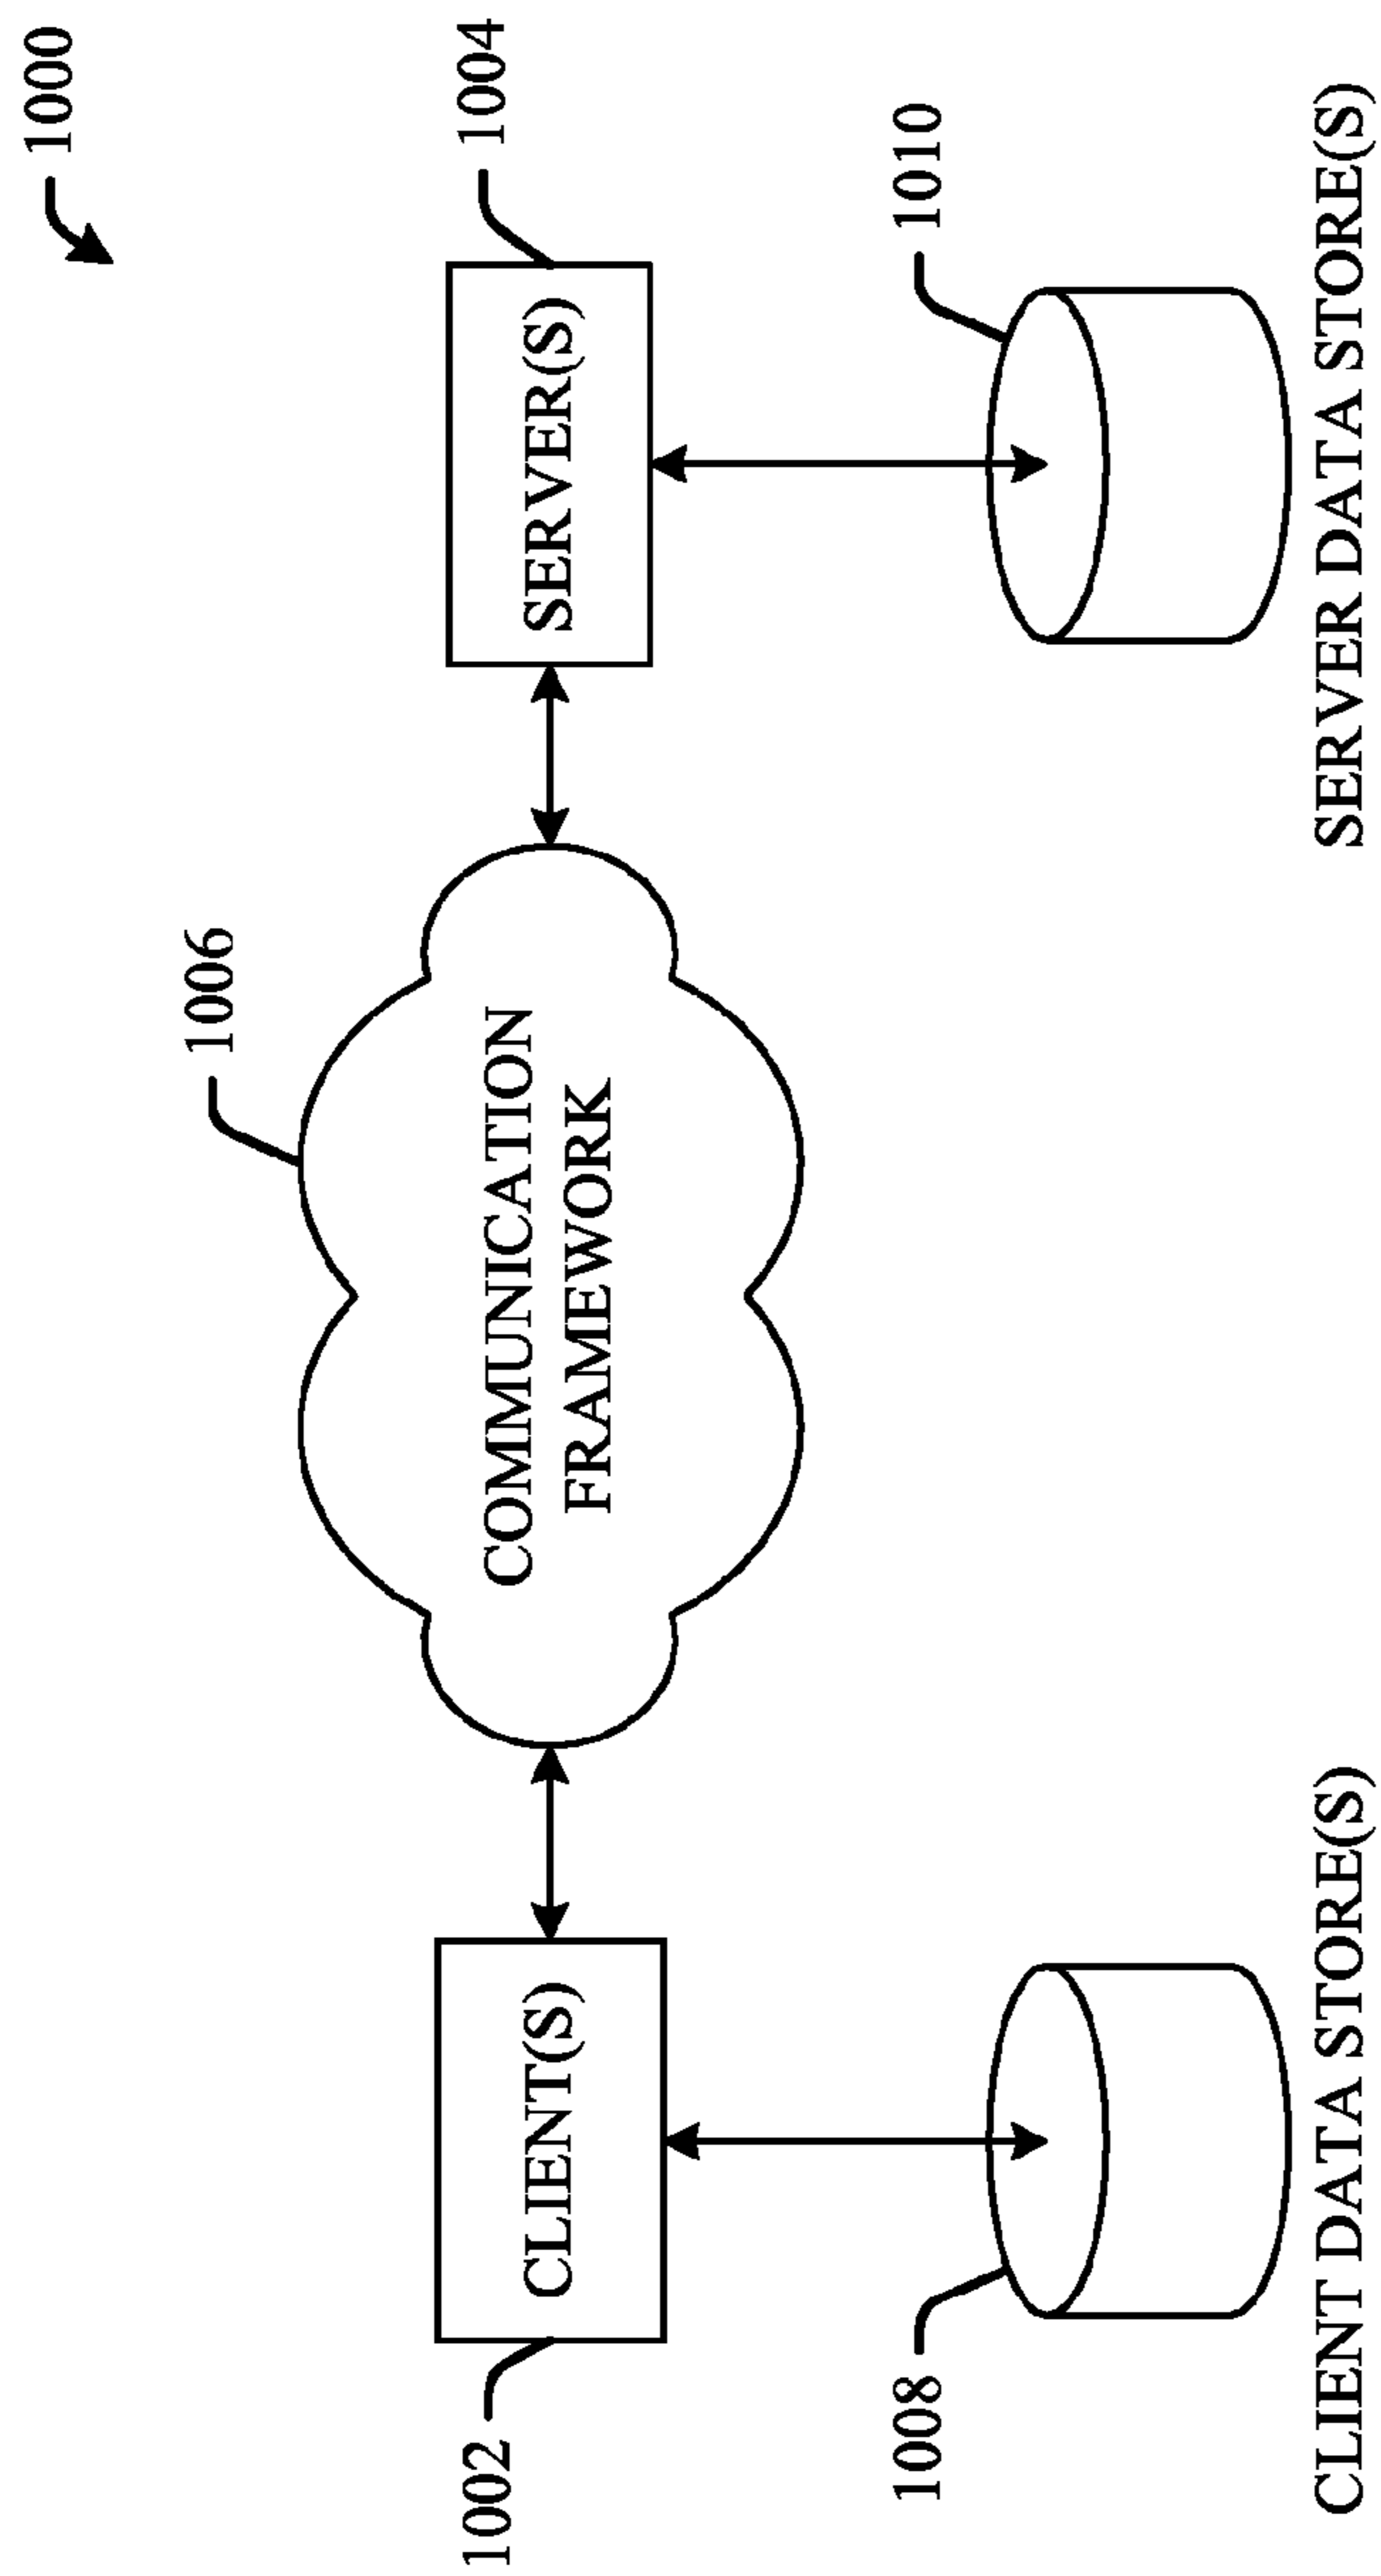 1000
1006
1002
CLIENT(S)
COMMUNICATION
FRAMEWORK
SERVER(S)
1004
1008
1010
CLIENT DATA STORE(S)
SERVER DATA STORE(S)